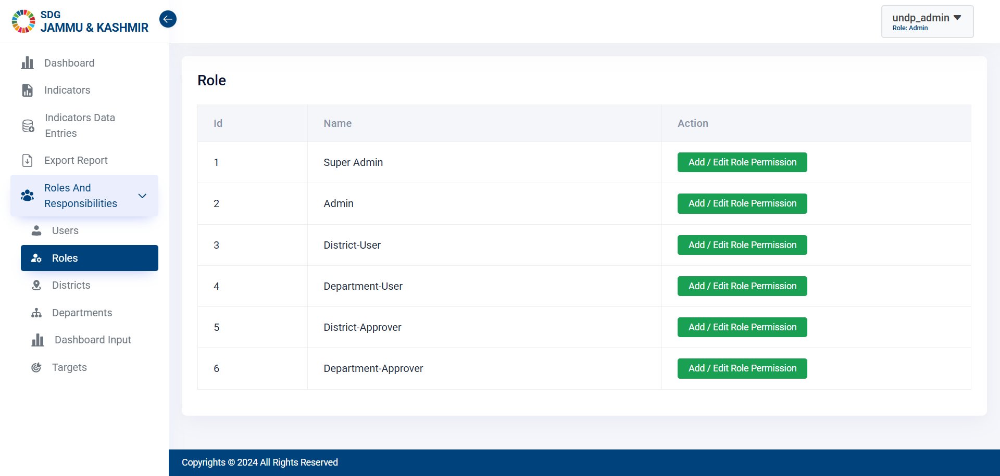 SDG
JAMMU & KASHMIR
undp_admin
Role: Admin
Dashboard
Indicators
Indicators Data
Entries
Export Report
Roles And
Responsibilities
Users
Roles
Districts
Departments
Dashboard Input
Targets
Role
Id Name Action
1 Super Admin Add / Edit Role Permission
2 Admin Add / Edit Role Permission
3 District-User Add / Edit Role Permission
4 Department-User Add / Edit Role Permission
5 District-Approver Add / Edit Role Permission
6 Department-Approver Add / Edit Role Permission
Copyrights © 2024 All Rights Reserved